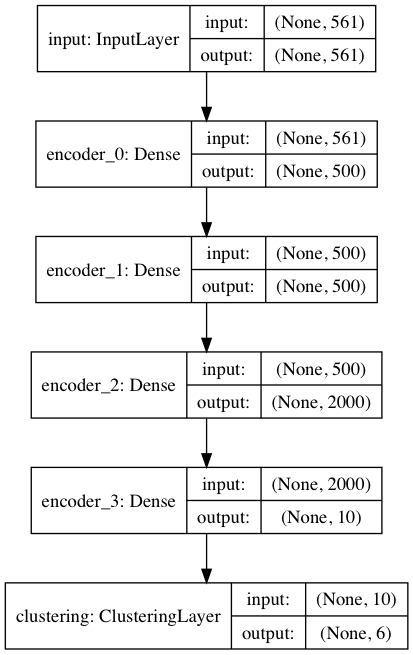 input: InputLayer
input: (None, 561)
output: (None, 561)
encoder_0: Dense
input: (None, 561)
output: (None, 500)
encoder_1: Dense
input: (None, 500)
output: (None, 500)
encoder_2: Dense
input: (None, 500)
output: (None, 2000)
encoder_3: Dense
input: (None, 2000)
output: (None, 10)
clustering: ClusteringLayer
input: (None, 10)
output: (None, 6)